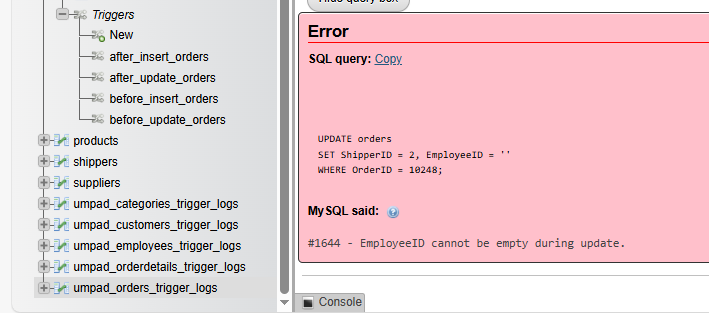 Triggers
New
after_insert_orders
after_update_orders
before_insert_orders
before_update_orders
products
shippers
suppliers
umpad_categories_trigger_logs
umpad_customers_trigger_logs
umpad_employees_trigger_logs
umpad_orderdetails_trigger_logs
umpad_orders_trigger_logs
Hide query box
Error
SQL query: Copy
UPDATE orders
SET ShipperID = 2, EmployeeID = ''
WHERE OrderID = 10248;
MySQL said:
#1644 - EmployeeID cannot be empty during update.
Console